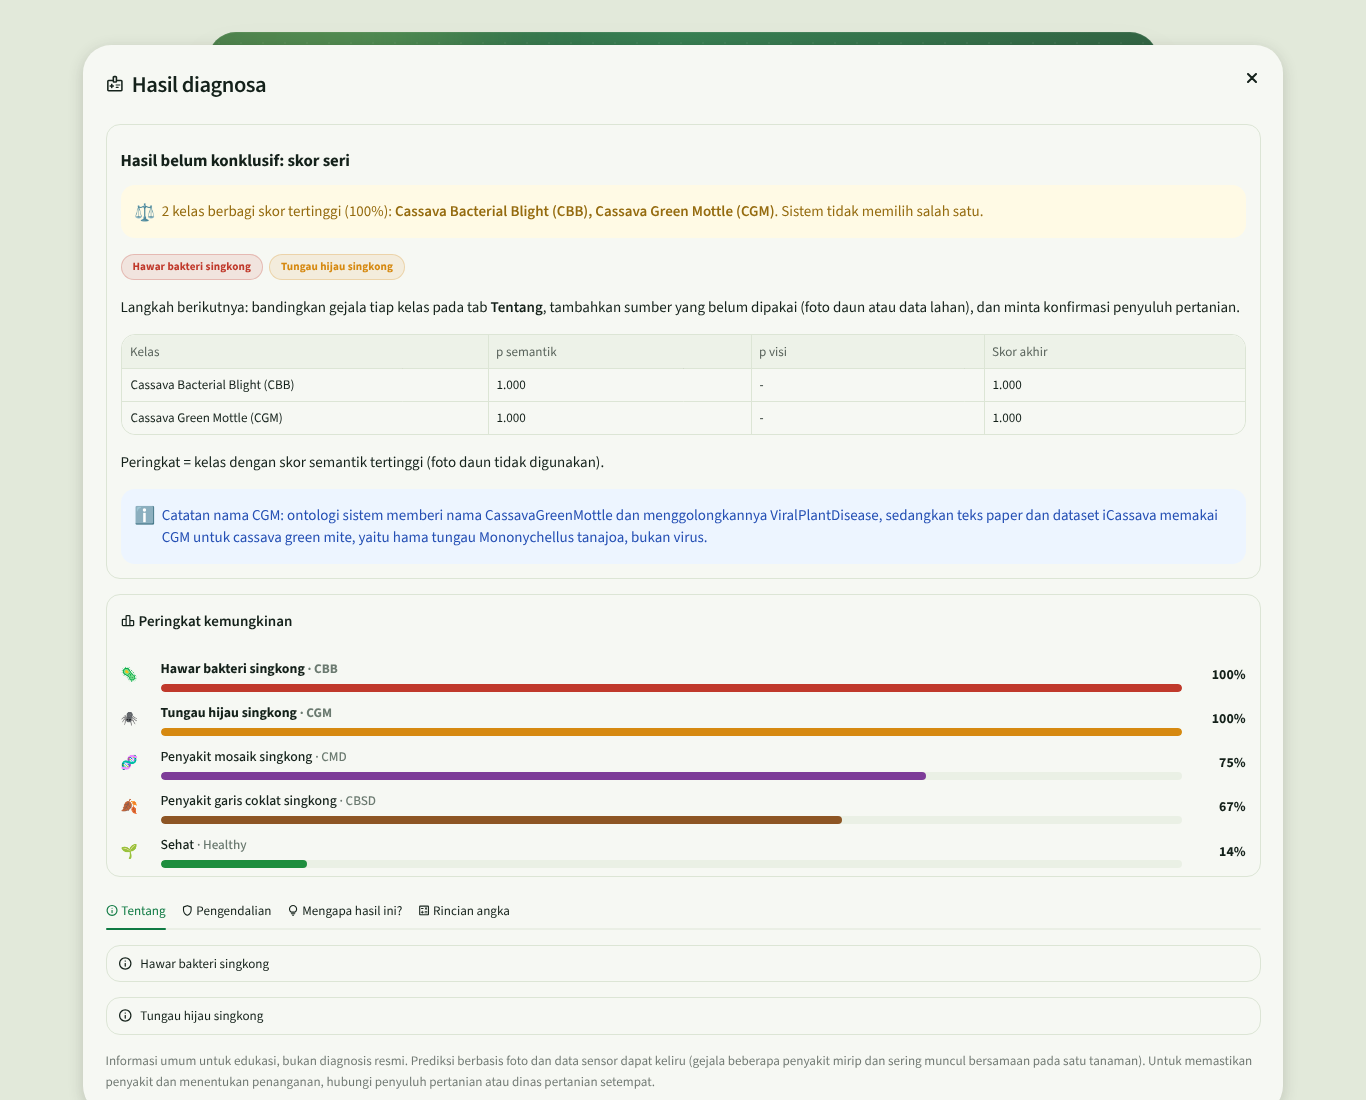 Hasil diagnosa
Hasil belum konklusif: skor seri
2 kelas berbagi skor tertinggi (100%): Cassava Bacterial Blight (CBB), Cassava Green Mottle (CGM). Sistem tidak memilih salah satu.
Hawar bakteri singkong
Tungau hijau singkong
Langkah berikutnya: bandingkan gejala tiap kelas pada tab Tentang, tambahkan sumber yang belum dipakai (foto daun atau data lahan), dan minta konfirmasi penyuluh pertanian.
Kelas p semantik p visi Skor akhir
Cassava Bacterial Blight (CBB) 1.000 - 1.000
Cassava Green Mottle (CGM) 1.000 - 1.000
Peringkat = kelas dengan skor semantik tertinggi (foto daun tidak digunakan).
Catatan nama CGM: ontologi sistem memberi nama CassavaGreenMottle dan menggolongkannya ViralPlantDisease, sedangkan teks paper dan dataset iCassava memakai
CGM untuk cassava green mite, yaitu hama tungau Mononychellus tanajoa, bukan virus.
Peringkat kemungkinan
Hawar bakteri singkong · CBB 100%
Tungau hijau singkong · CGM 100%
Penyakit mosaik singkong · CMD 75%
Penyakit garis coklat singkong · CBSD 67%
Sehat · Healthy 14%
Tentang Pengendalian Mengapa hasil ini? Rincian angka
Hawar bakteri singkong
Tungau hijau singkong
Informasi umum untuk edukasi, bukan diagnosis resmi. Prediksi berbasis foto dan data sensor dapat keliru (gejala beberapa penyakit mirip dan sering muncul bersamaan pada satu tanaman). Untuk memastikan
penyakit dan menentukan penanganan, hubungi penyuluh pertanian atau dinas pertanian setempat.